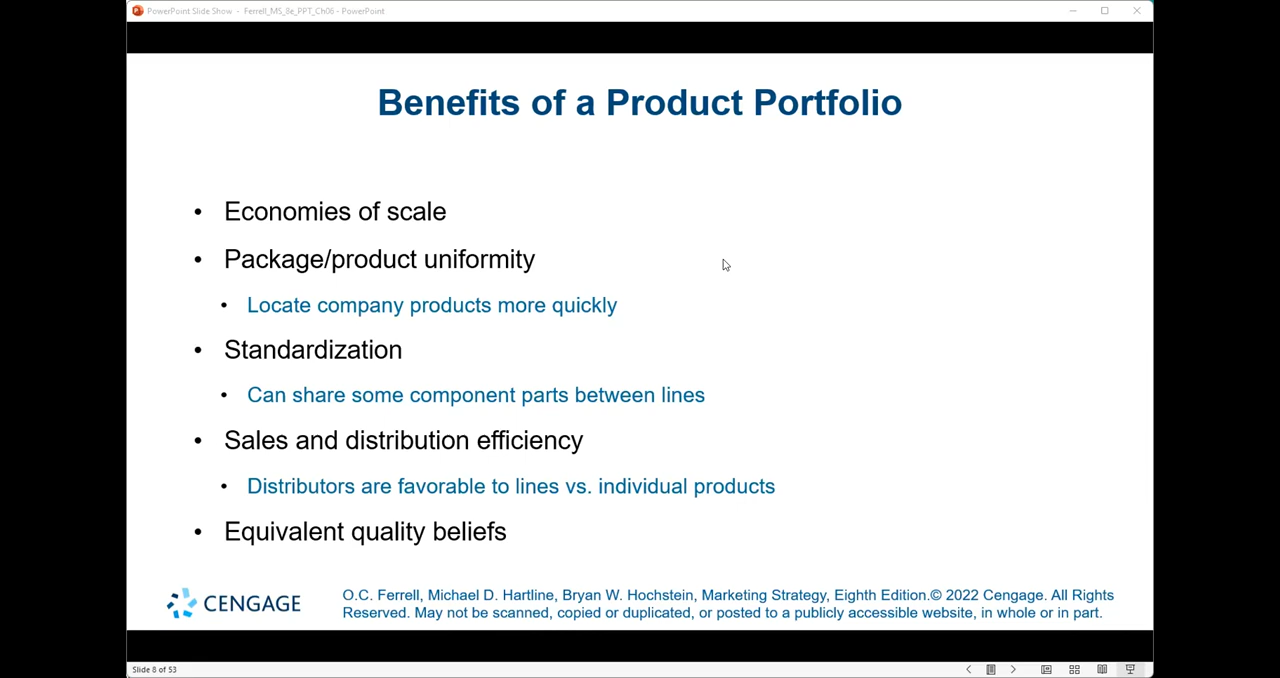 PowerPoint Slide Show - Ferrell_MS_8e_PPT_Ch06 - PowerPoint
Benefits of a Product Portfolio
• Economies of scale
• Package/product uniformity
• Locate company products more quickly
• Standardization
• Can share some component parts between lines
• Sales and distribution efficiency
• Distributors are favorable to lines vs. individual products
• Equivalent quality beliefs
CENGAGE
O.C. Ferrell, Michael D. Hartline, Bryan W. Hochstein, Marketing Strategy, Eighth Edition.© 2022 Cengage. All Rights
Reserved. May not be scanned, copied or duplicated, or posted to a publicly accessible website, in whole or in part.
Slide 8 of 53